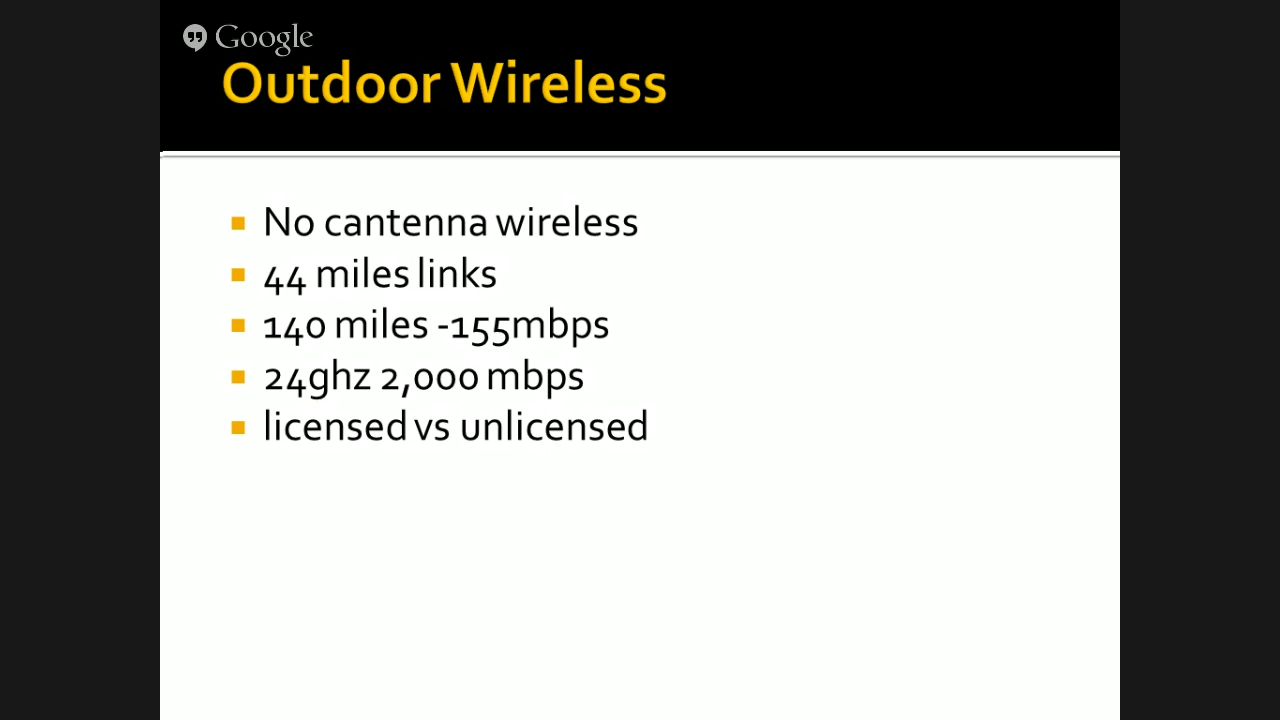 Google
Outdoor Wireless
No cantenna wireless
44 miles links
140 miles -155mbps
24ghz 2,000 mbps
licensed vs unlicensed